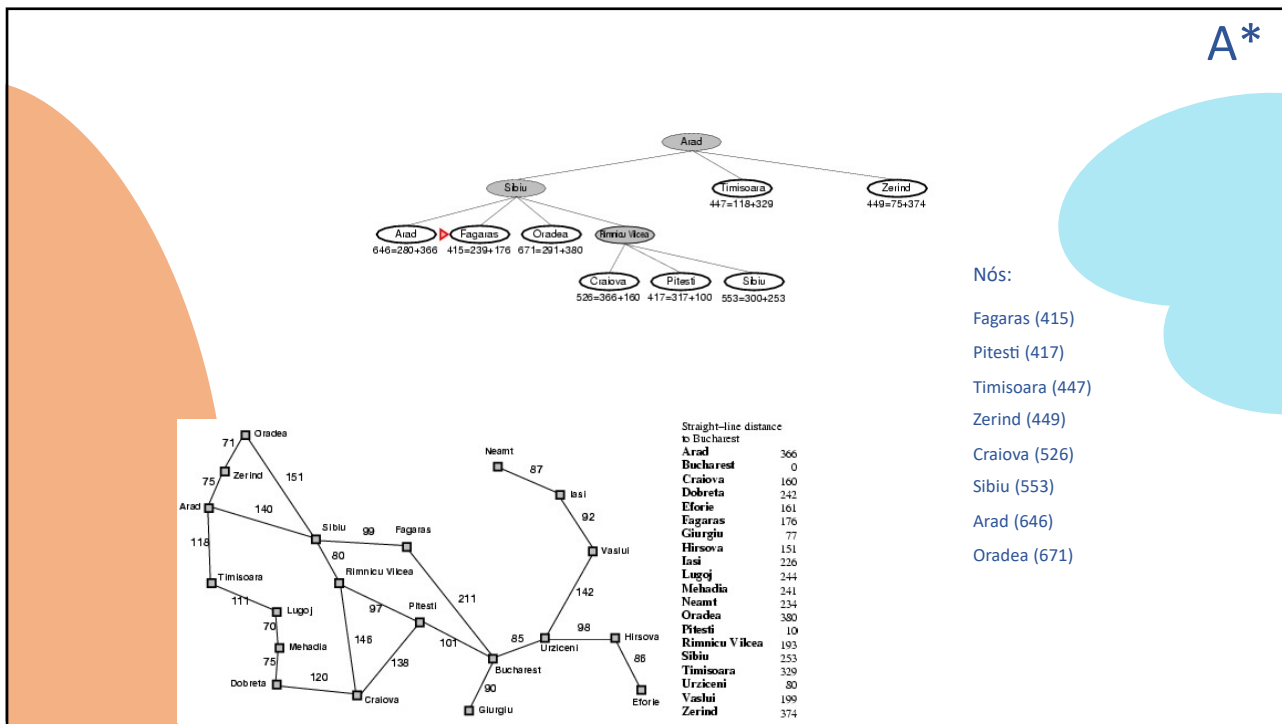 A*
Arad
Sibiu
Timisoara
Zerind
447=118+329
449=75+374
Arad
Fagaras
Oradea
Rimnicu Vilcea
646=280+366
415=239+176
671=291+380
Craiova
Pitesti
Sibiu
526=366+160
417=317+100
553=300+253
Nós:
Fagaras (415)
Pitesti (417)
Timisoara (447)
Zerind (449)
Craiova (526)
Sibiu (553)
Arad (646)
Oradea (671)
Oradea
71
Zerind
75
151
Arad
140
118
Sibiu
99
Fagaras
80
Rimnicu Vilcea
Timisoara
111
Lugoj
70
Mehadia
75
Dobreta
120
Craiova
146
97
Pitesti
138
101
211
Bucharest
90
Giurgiu
85
Urziceni
98
Hirsova
86
Eforie
142
Vaslui
92
Iasi
87
Neamt
Straight–line distance
to Bucharest
Arad 366
Bucharest 0
Craiova 160
Dobreta 242
Eforie 161
Fagaras 176
Giurgiu 77
Hirsova 151
Iasi 226
Lugoj 244
Mehadia 241
Neamt 234
Oradea 380
Pitesti 10
Rimnicu Vilcea 193
Sibiu 253
Timisoara 329
Urziceni 80
Vaslui 199
Zerind 374